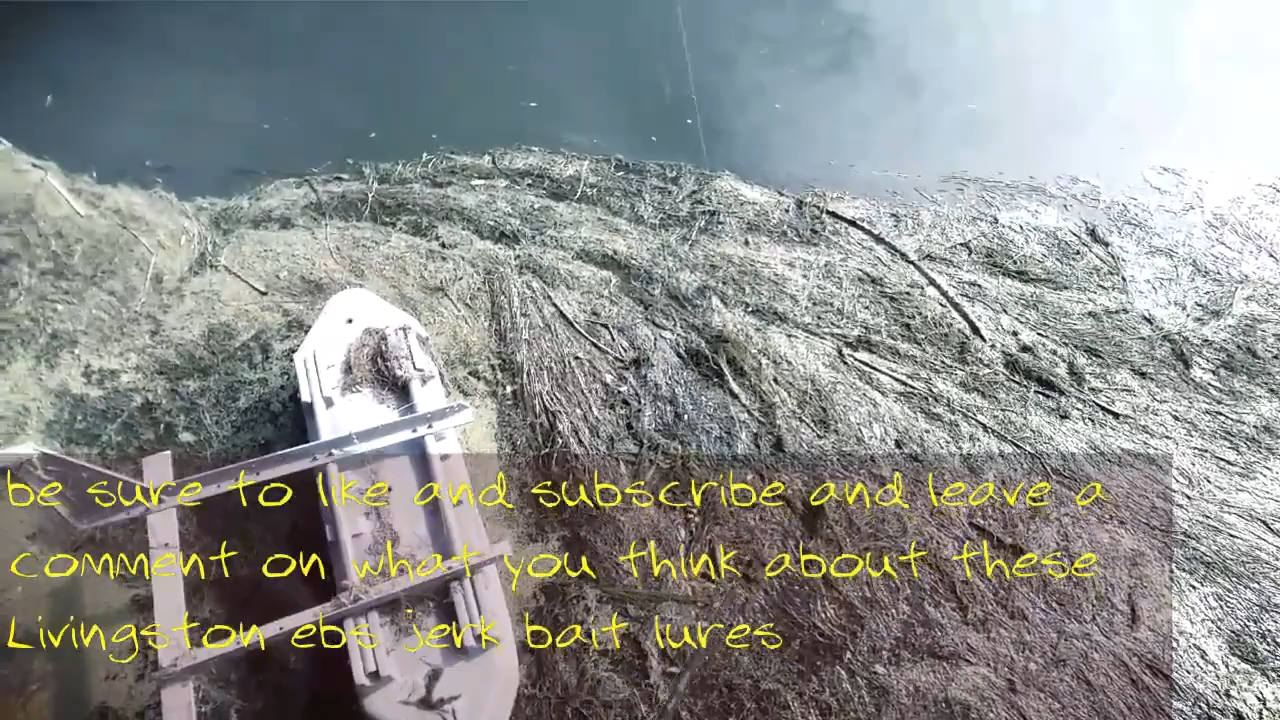 be sure to like and subscribe and leave a
comment on what you think about these
Livingston ebs jerk bait lures